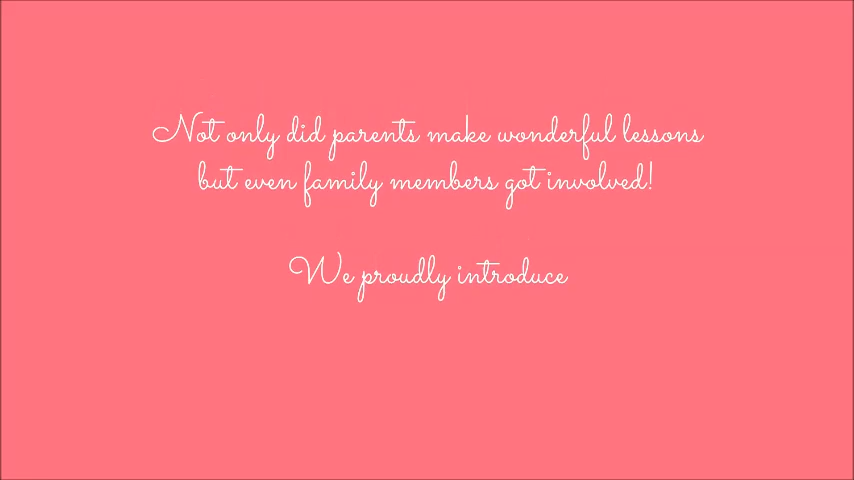 Not only did parents make wonderful lessons
but even family members got involved!
We proudly introduce